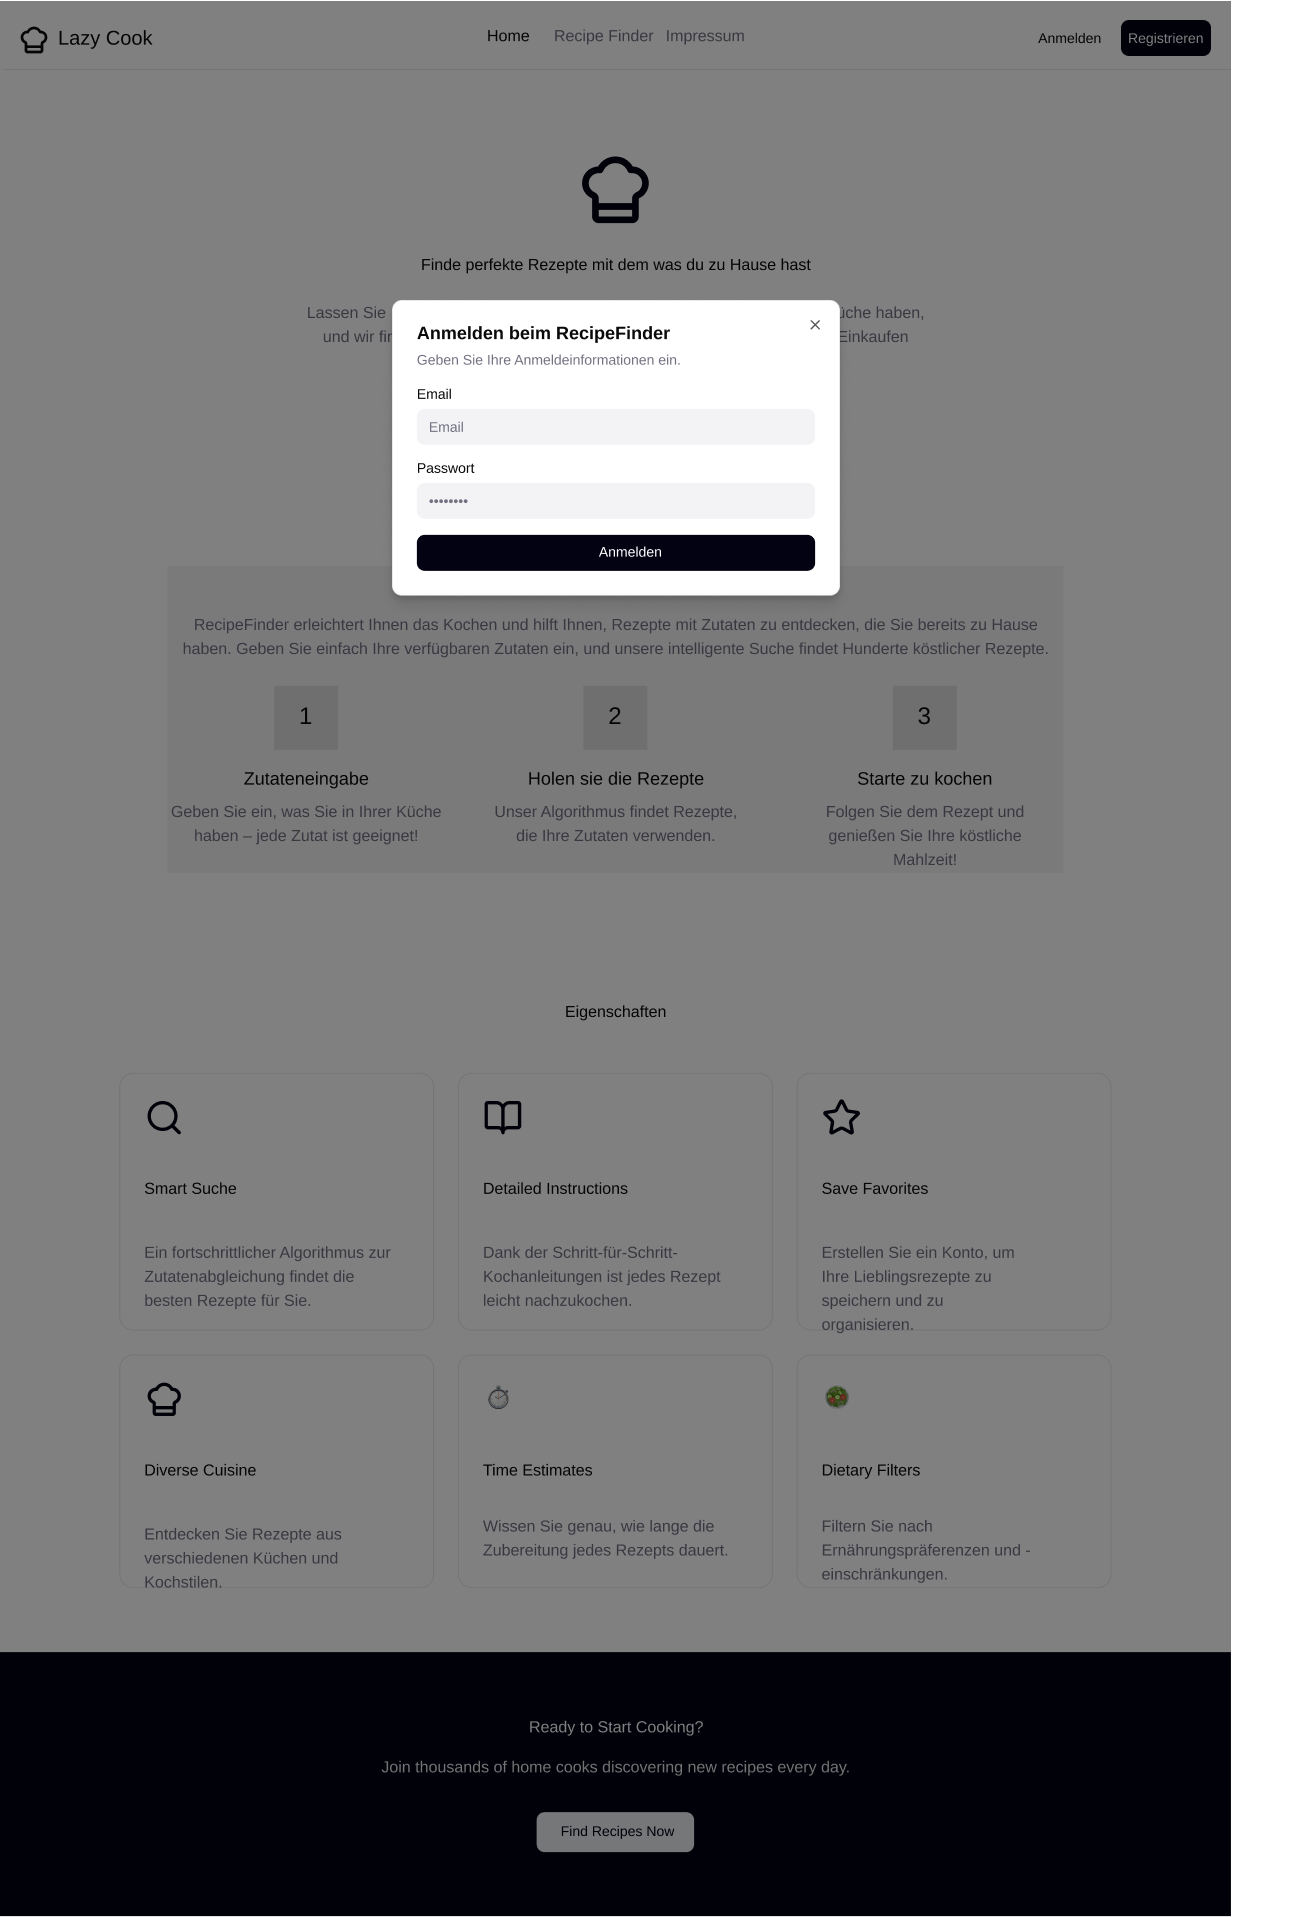 Lazy Cook
Home Recipe Finder Impressum
Anmelden Registrieren
Finde perfekte Rezepte mit dem was du zu Hause hast
Lassen Sie
haben,
und wir
Einkaufen
Anmelden beim RecipeFinder
Geben Sie Ihre Anmeldeinformationen ein.
Email
Email
Passwort
••••••••
Anmelden
RecipeFinder erleichtert Ihnen das Kochen und hilft Ihnen, Rezepte mit Zutaten zu entdecken, die Sie bereits zu Hause
haben. Geben Sie einfach Ihre verfügbaren Zutaten ein, und unsere intelligente Suche findet Hunderte köstlicher Rezepte.
1
Zutateneingabe
Geben Sie ein, was Sie in Ihrer Küche
haben – jede Zutat ist geeignet!
2
Holen sie die Rezepte
Unser Algorithmus findet Rezepte,
die Ihre Zutaten verwenden.
3
Starte zu kochen
Folgen Sie dem Rezept und
genießen Sie Ihre köstliche
Mahlzeit!
Eigenschaften
Smart Suche
Ein fortschrittlicher Algorithmus zur
Zutatenabgleichung findet die
besten Rezepte für Sie.
Detailed Instructions
Dank der Schritt-für-Schritt-
Kochanleitungen ist jedes Rezept
leicht nachzukochen.
Save Favorites
Erstellen Sie ein Konto, um
Ihre Lieblingsrezepte zu
speichern und zu
organisieren.
Diverse Cuisine
Entdecken Sie Rezepte aus
verschiedenen Küchen und
Kochstilen.
Time Estimates
Wissen Sie genau, wie lange die
Zubereitung jedes Rezepts dauert.
Dietary Filters
Filtern Sie nach
Ernährungspräferenzen und -
einschränkungen.
Ready to Start Cooking?
Join thousands of home cooks discovering new recipes every day.
Find Recipes Now